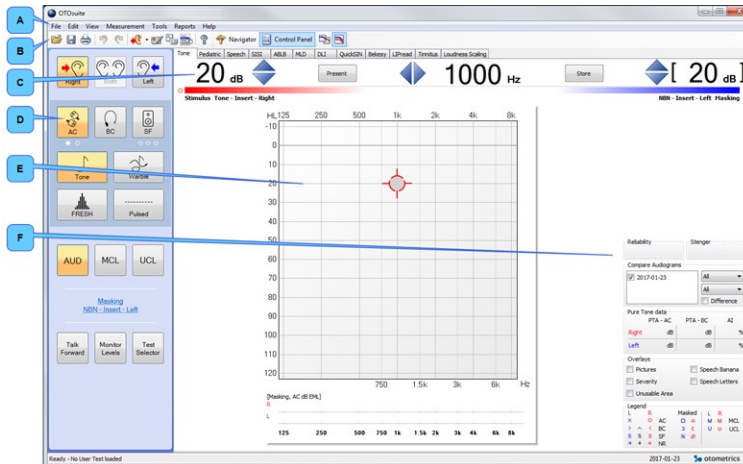 OTOsuite
A
File Edit View Measurement Tools Reports Help
B
Navigator Control Panel
Tone Pediatric Speech SISI ABLB MLD DLI QuickSIN Bekesy LIPread Tinnitus Loudness Scaling
C
Right Both Left
20 dB Present 1000 Hz Store [ 20 dB ]
Stimulus Tone - Insert - Right NBN - Insert - Left Masking
D
AC BC SF
HL 125 250 500 1k 2k 4k 8k
-10
0
10
20
30
40
50
60
70
80
90
100
110
120
750 1.5k 3k 6k Hz
E
Tone Warble
FRESH Pulsed
F
AUD MCL UCL
Masking
NBN - Insert - Left
Talk Forward Monitor Levels Test Selector
[Masking, AC dB EML]
R
L
125 250 500 750 1k 1.5k 2k 3k 4k 6k 8k
Reliability Stenger
Compare Audiograms
2017-01-23 All
All
Difference
Pure Tone data
PTA - AC PTA - BC AI
Right dB dB %
Left dB dB %
Overlays
Pictures Speech Banana
Severity Speech Letters
Unusable Area
Legend
L R Masked L R
X O AC M M MCL
> < BC U U UCL
S S SF
NR
Ready - No User Test loaded 2017-01-23 otometrics